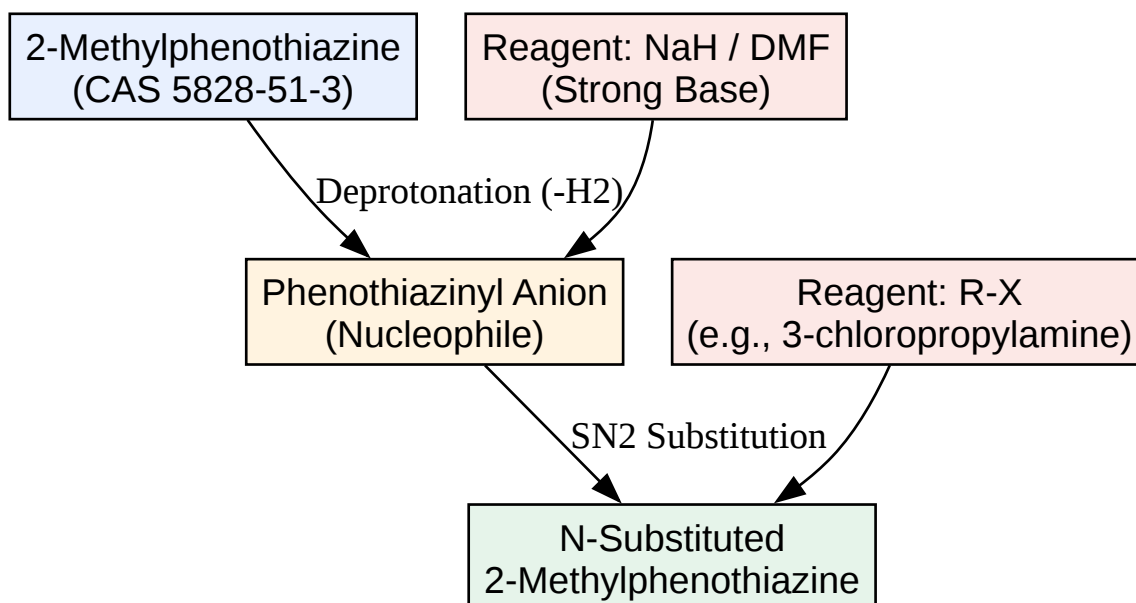 2-Methylphenothiazine
(CAS 5828-51-3)
Reagent: NaH / DMF
(Strong Base)
Deprotonation (-H2)
Phenothiazinyl Anion
(Nucleophile)
Reagent: R-X
(e.g., 3-chloropropylamine)
SN2 Substitution
N-Substituted
2-Methylphenothiazine